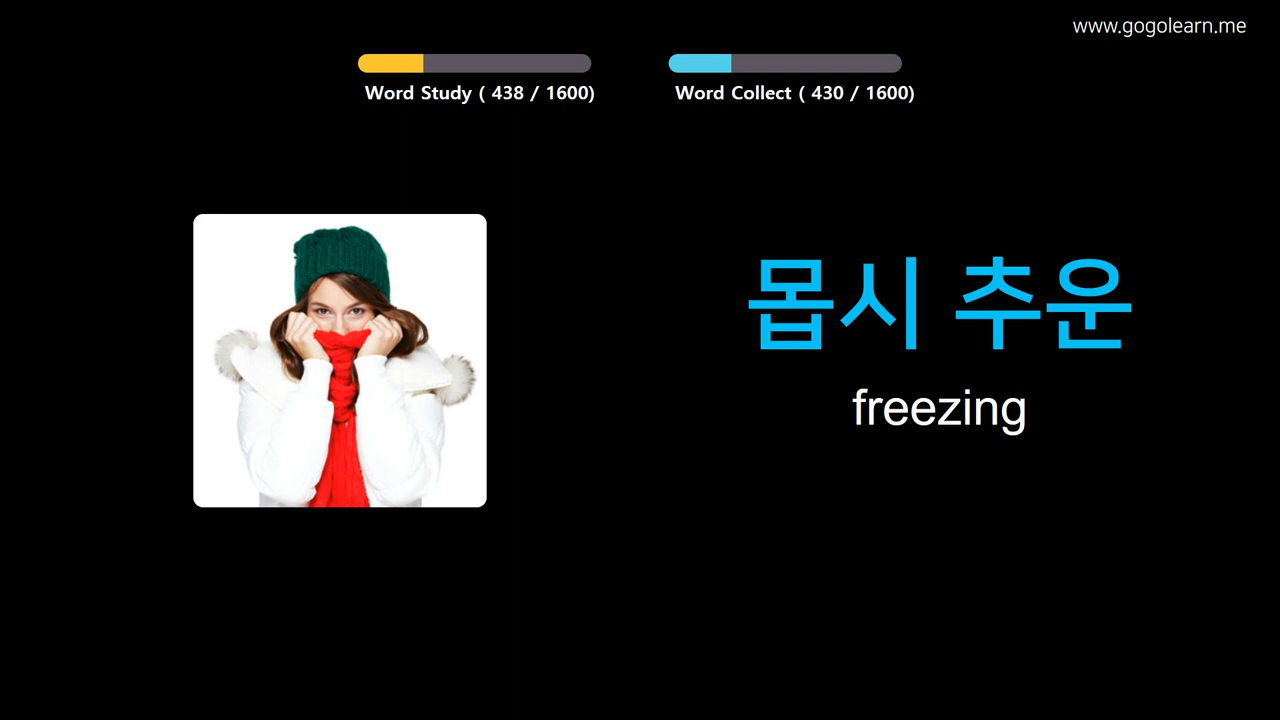 www.gogolearn.me
Word Study ( 438 / 1600)
Word Collect ( 430 / 1600)
몹시 추운
freezing